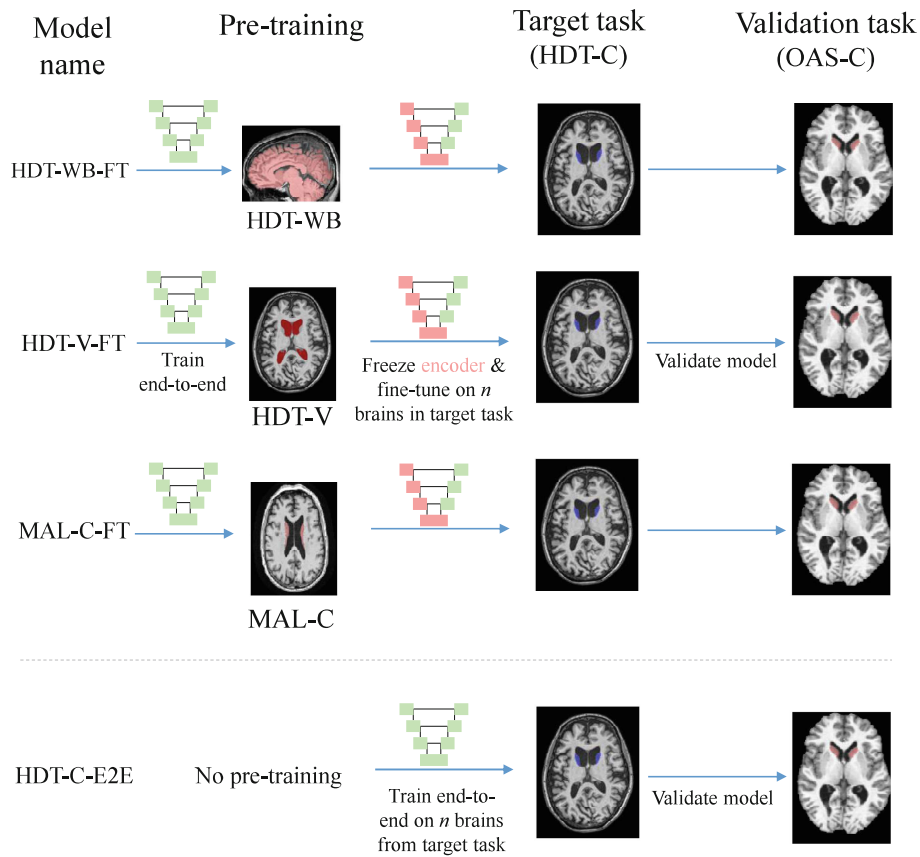 Model name
Pre-training
Target task
(HDT-C)
Validation task
(OAS-C)
HDT-WB-FT
HDT-WB
HDT-V-FT
Train
end-to-end
HDT-V
Freeze encoder &
fine-tune on n
brains in target task
Validate model
MAL-C-FT
MAL-C
HDT-C-E2E
No pre-training
Train end-to-
end on n brains
from target task
Validate model